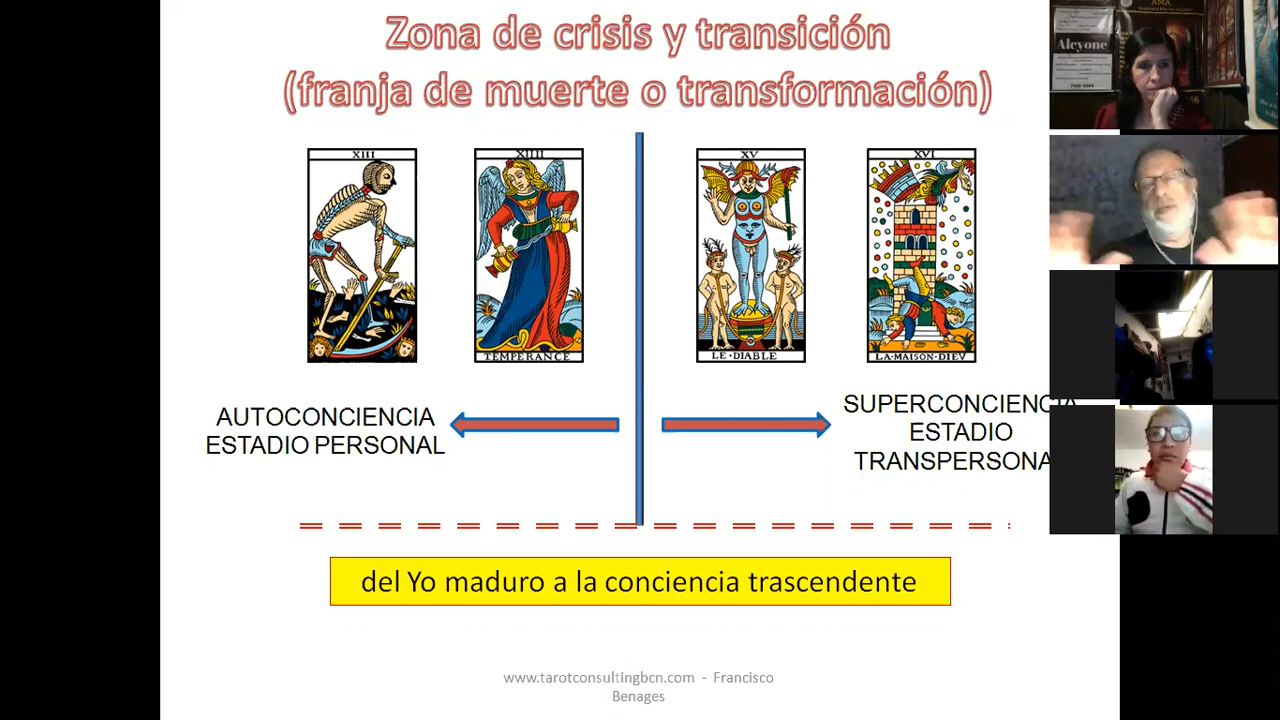 Zona de crisis y transición
(franja de muerte o transformación)
XIII
XIIII
XV
XVI
TEMPERANCE
LE·DIABLE
LA·MAISON·DIEV
AUTOCONCIENCIA
ESTADIO PERSONAL
SUPERCONCIENCIA
ESTADIO
TRANSPERSONA
del Yo maduro a la conciencia trascendente
www.tarotconsultingbcn.com - Francisco
Benages
AMA
Alcyone